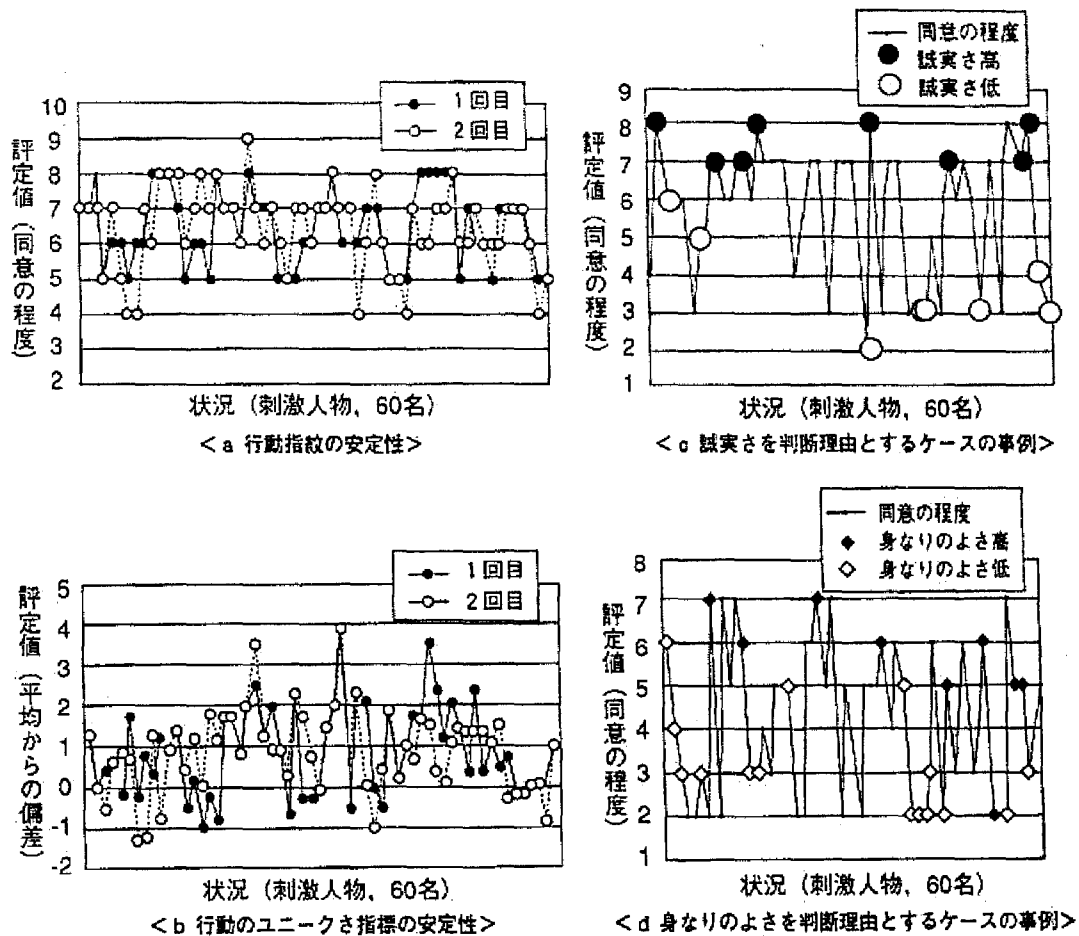 1回目
2回目
評定値（同意の程度）
10
9
8
7
6
5
4
3
2
状況（刺激人物，60名）
＜a 行動指紋の安定性＞
同意の程度
誠実さ高
誠実さ低
評定値（同意の程度）
9
8
7
6
5
4
3
2
1
状況（刺激人物，60名）
＜c 誠実さを判断理由とするケースの事例＞
1回目
2回目
評定値（平均からの偏差）
5
4
3
2
1
0
-1
-2
状況（刺激人物，60名）
＜b 行動のユニークさ指標の安定性＞
同意の程度
身なりのよさ高
身なりのよさ低
評定値（同意の程度）
8
7
6
5
4
3
2
1
状況（刺激人物，60名）
＜d 身なりのよさを判断理由とするケースの事例＞